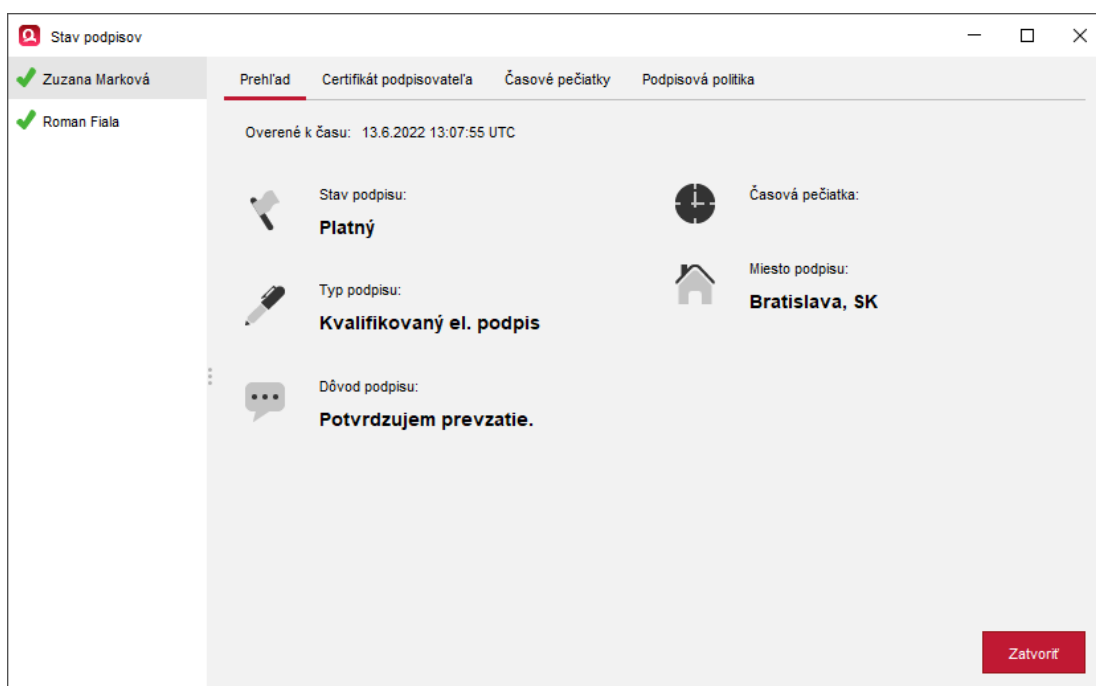 Stav podpisov
Zuzana Marková
Roman Fiala
Prehľad Certifikát podpisovateľa Časové pečiatky Podpisová politika
Overené k času: 13.6.2022 13:07:55 UTC
Stav podpisu:
Platný
Typ podpisu:
Kvalifikovaný el. podpis
Dôvod podpisu:
Potvrdzujem prevzatie.
Časová pečiatka:
Miesto podpisu:
Bratislava, SK
Zatvoriť